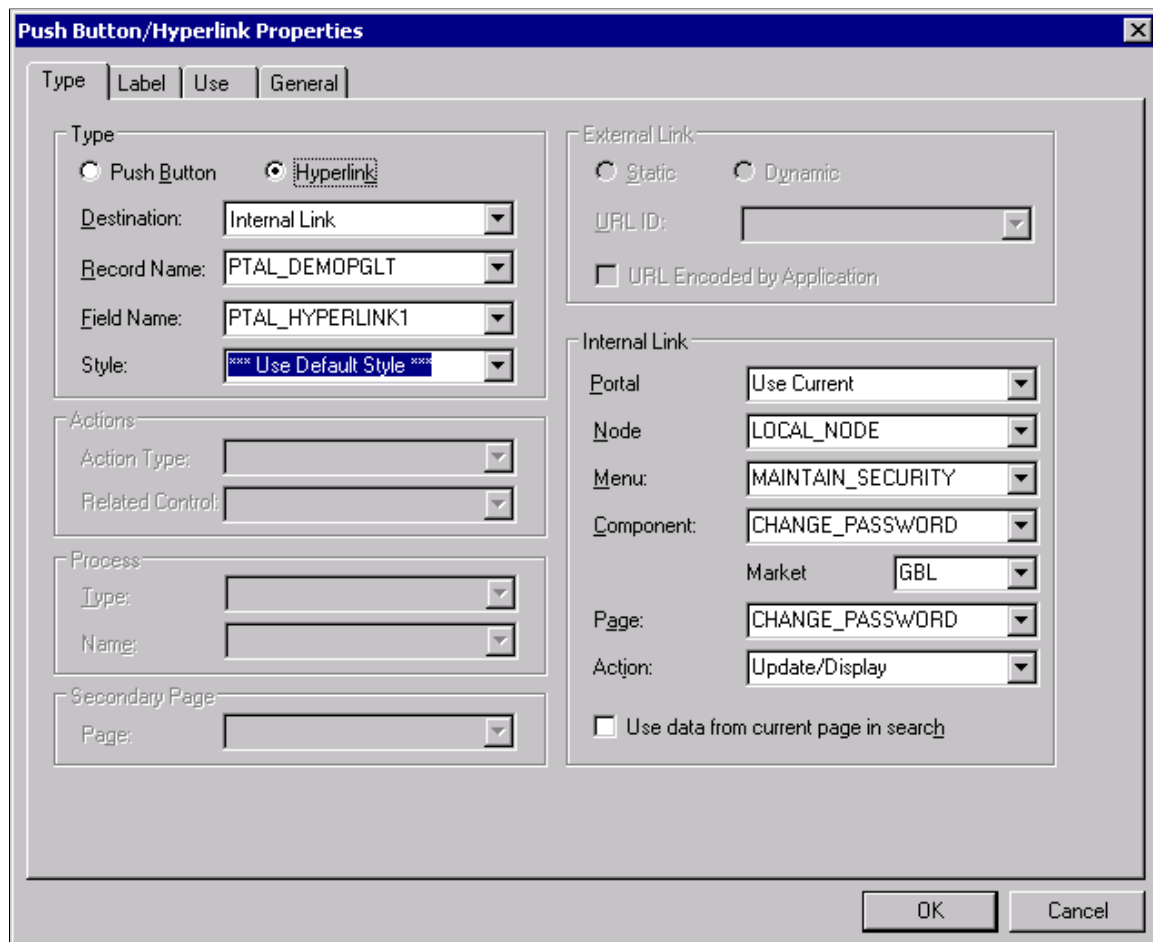 Push Button/Hyperlink Properties
Type
Label
Use
General
Type
Push Button
Hyperlink
Destination:
Internal Link
Record Name:
PTAL_DEMOPGLT
Field Name:
PTAL_HYPERLINK1
Style:
*** Use Default Style ***
Actions
Action Type:
Related Control:
Process
Type:
Name:
Secondary Page
Page:
External Link
Static
Dynamic
URL ID:
URL Encoded by Application
Internal Link
Portal
Use Current
Node
LOCAL_NODE
Menu:
MAINTAIN_SECURITY
Component:
CHANGE_PASSWORD
Market
GBL
Page:
CHANGE_PASSWORD
Action:
Update/Display
Use data from current page in search
OK
Cancel